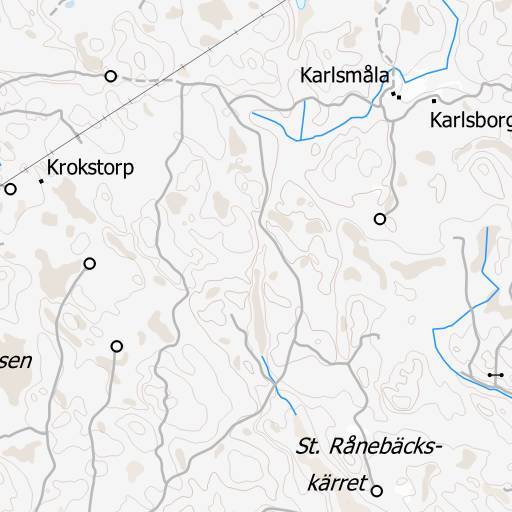 Karlsmåla
Karlsborg
Krokstorp
sen
St. Rånebäcks-
kärret